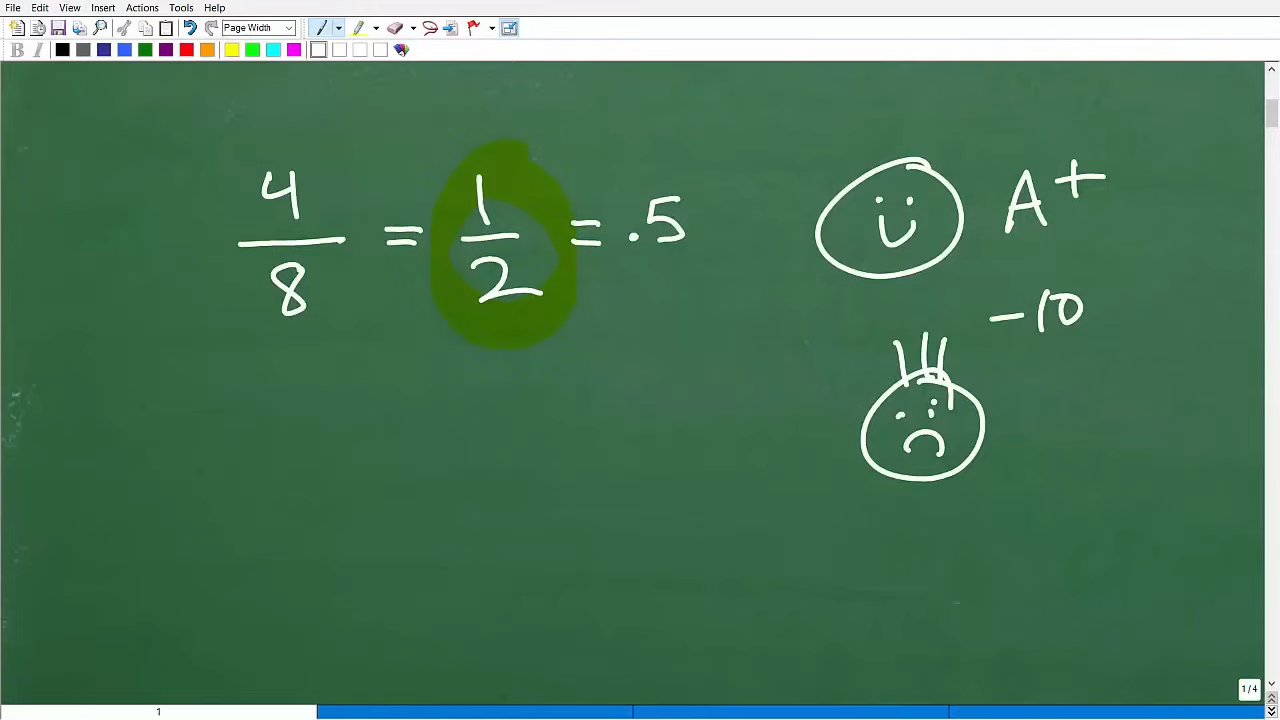 File Edit View Insert Actions Tools Help
Page Width
B I
4/8 = 1/2 = .5
A+
-10
1/4
1